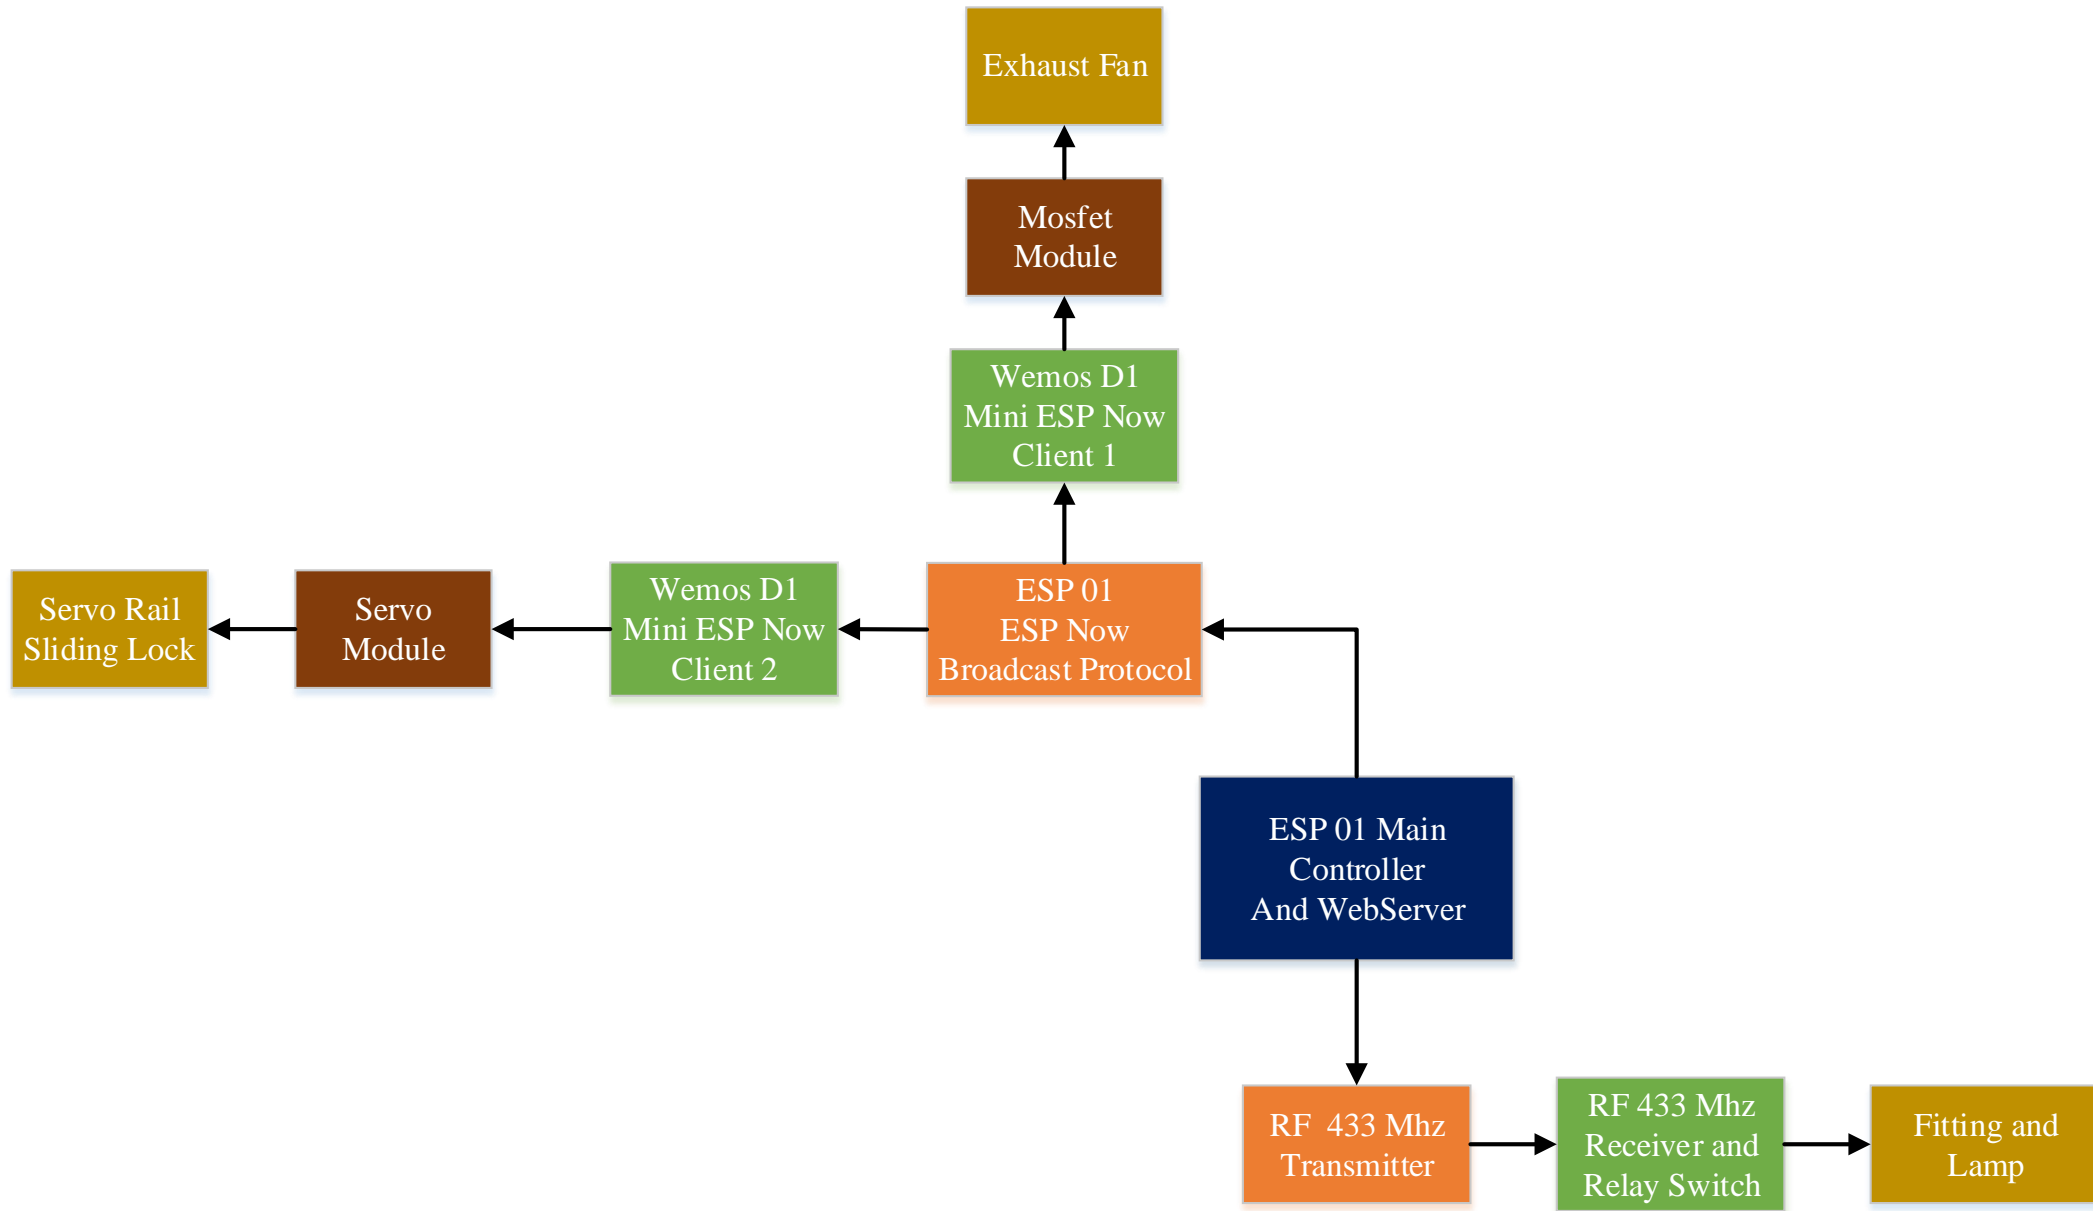 Exhaust Fan
Mosfet
Module
Wemos D1
Mini ESP Now
Client 1
Servo Rail
Sliding Lock
Servo
Module
Wemos D1
Mini ESP Now
Client 2
ESP 01
ESP Now
Broadcast Protocol
ESP 01 Main
Controller
And WebServer
RF 433 Mhz
Transmitter
RF 433 Mhz
Receiver and
Relay Switch
Fitting and
Lamp